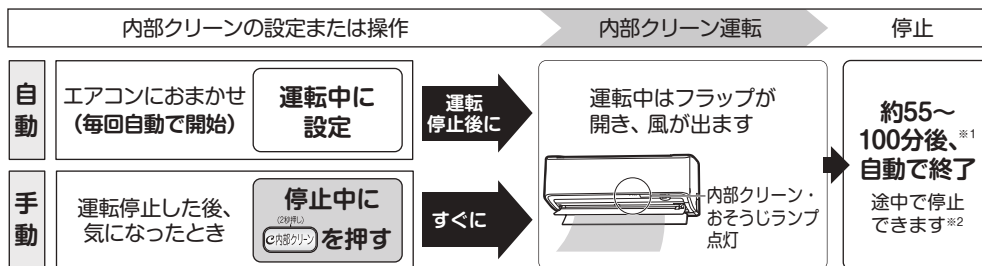 内部クリーンの設定または操作
内部クリーン運転
停止
自動
エアコンにおまかせ
(毎回自動で開始)
運転中に
設定
運転
停止後に
手動
運転停止した後、
気になったとき
停止中に
(2秒押し)
内部クリーン を押す
すぐに
運転中はフラップが
開き、風が出ます
内部クリーン・
おそうじランプ
点灯
約55～
100分後、※1
自動で終了
途中で停止
できます※2